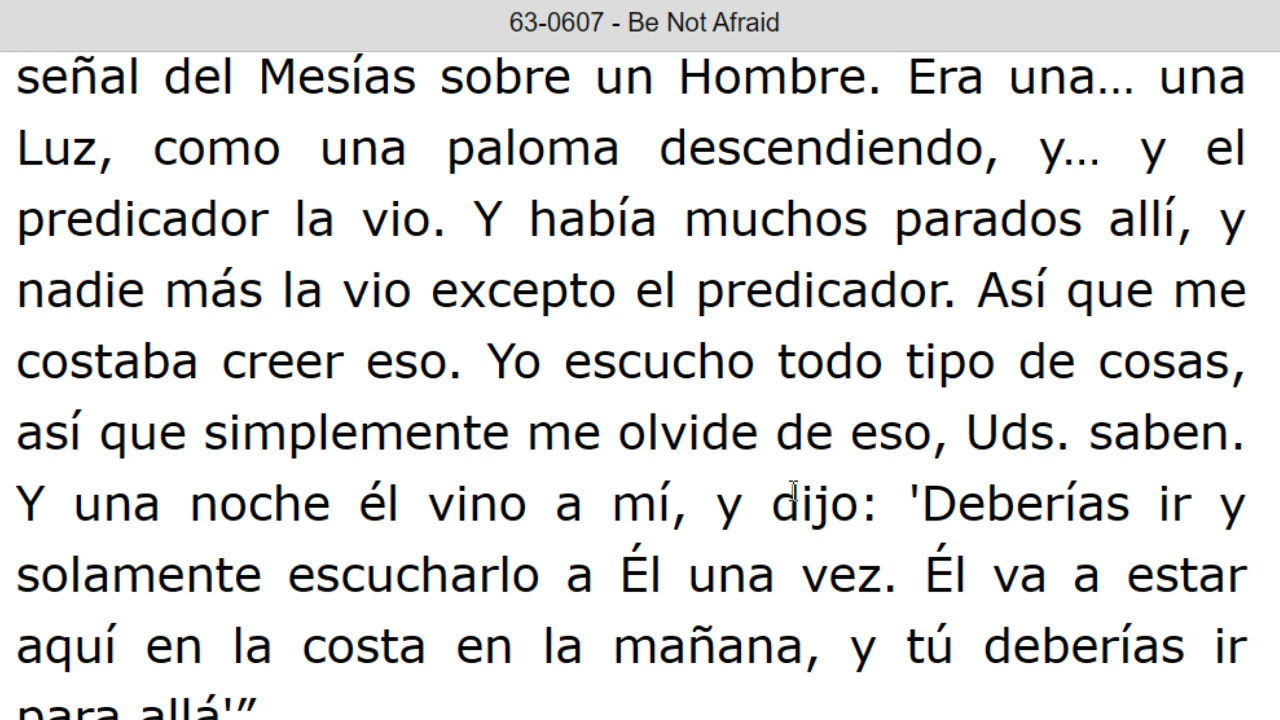 63-0607 - Be Not Afraid
señal del Mesías sobre un Hombre. Era una… una
Luz, como una paloma descendiendo, y… y el
predicador la vio. Y había muchos parados allí, y
nadie más la vio excepto el predicador. Así que me
costaba creer eso. Yo escucho todo tipo de cosas,
así que simplemente me olvide de eso, Uds. saben.
Y una noche él vino a mí, y dijo: 'Deberías ir y
solamente escucharlo a Él una vez. Él va a estar
aquí en la costa en la mañana, y tú deberías ir
para allá'”